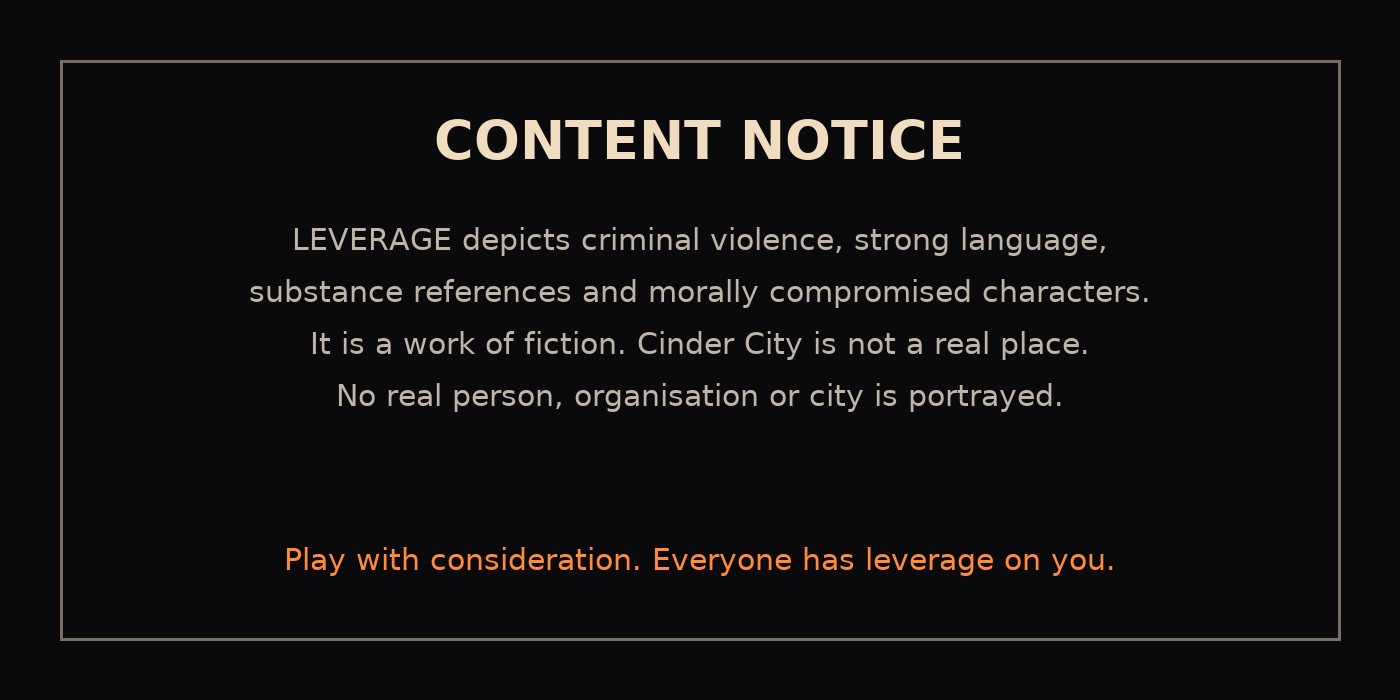 CONTENT NOTICE
LEVERAGE depicts criminal violence, strong language,
substance references and morally compromised characters.
It is a work of fiction. Cinder City is not a real place.
No real person, organisation or city is portrayed.
Play with consideration. Everyone has leverage on you.